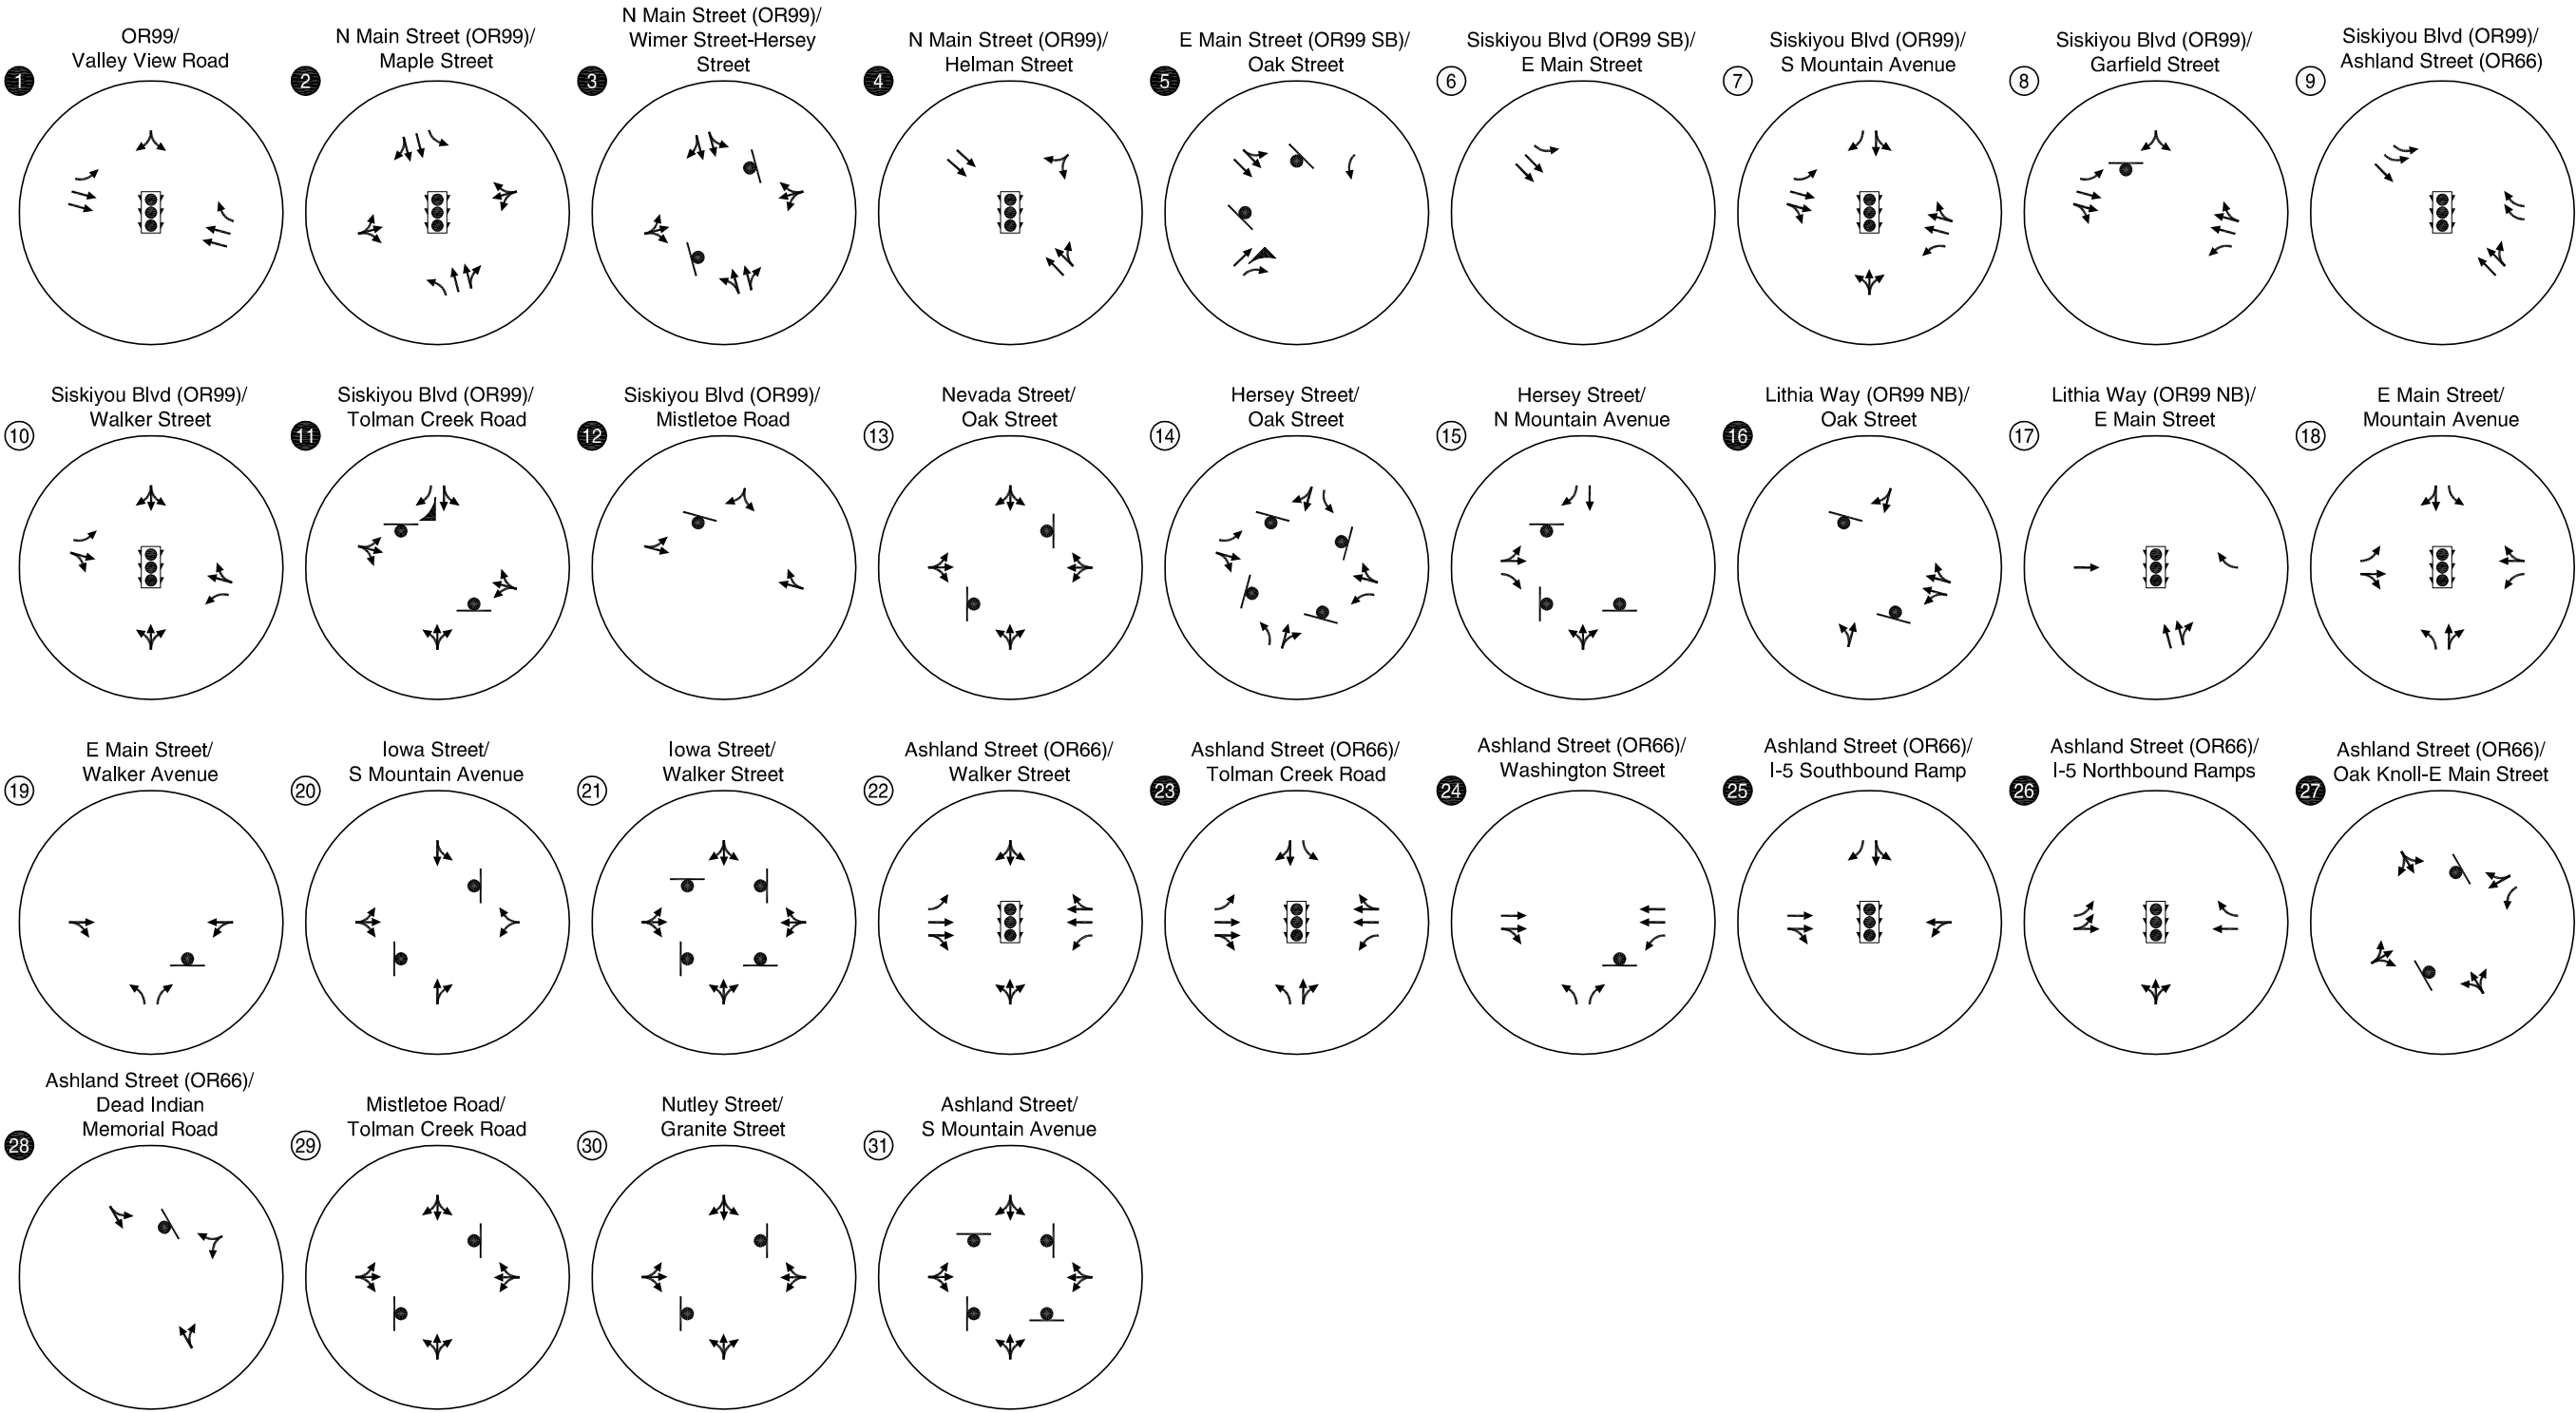 OR99/
Valley View Road
1
N Main Street (OR99)/
Maple Street
2
N Main Street (OR99)/
Wimer Street-Hersey
Street
3
N Main Street (OR99)/
Helman Street
4
E Main Street (OR99 SB)/
Oak Street
5
Siskiyou Blvd (OR99 SB)/
E Main Street
6
Siskiyou Blvd (OR99)/
S Mountain Avenue
7
Siskiyou Blvd (OR99)/
Garfield Street
8
Siskiyou Blvd (OR99)/
Ashland Street (OR66)
9
Siskiyou Blvd (OR99)/
Walker Street
10
Siskiyou Blvd (OR99)/
Tolman Creek Road
11
Siskiyou Blvd (OR99)/
Mistletoe Road
12
Nevada Street/
Oak Street
13
Hersey Street/
Oak Street
14
Hersey Street/
N Mountain Avenue
15
Lithia Way (OR99 NB)/
Oak Street
16
Lithia Way (OR99 NB)/
E Main Street
17
E Main Street/
Mountain Avenue
18
E Main Street/
Walker Avenue
19
Iowa Street/
S Mountain Avenue
20
Iowa Street/
Walker Street
21
Ashland Street (OR66)/
Walker Street
22
Ashland Street (OR66)/
Tolman Creek Road
23
Ashland Street (OR66)/
Washington Street
24
Ashland Street (OR66)/
I-5 Southbound Ramp
25
Ashland Street (OR66)/
I-5 Northbound Ramps
26
Ashland Street (OR66)/
Oak Knoll-E Main Street
27
Ashland Street (OR66)/
Dead Indian
Memorial Road
28
Mistletoe Road/
Tolman Creek Road
29
Nutley Street/
Granite Street
30
Ashland Street/
S Mountain Avenue
31